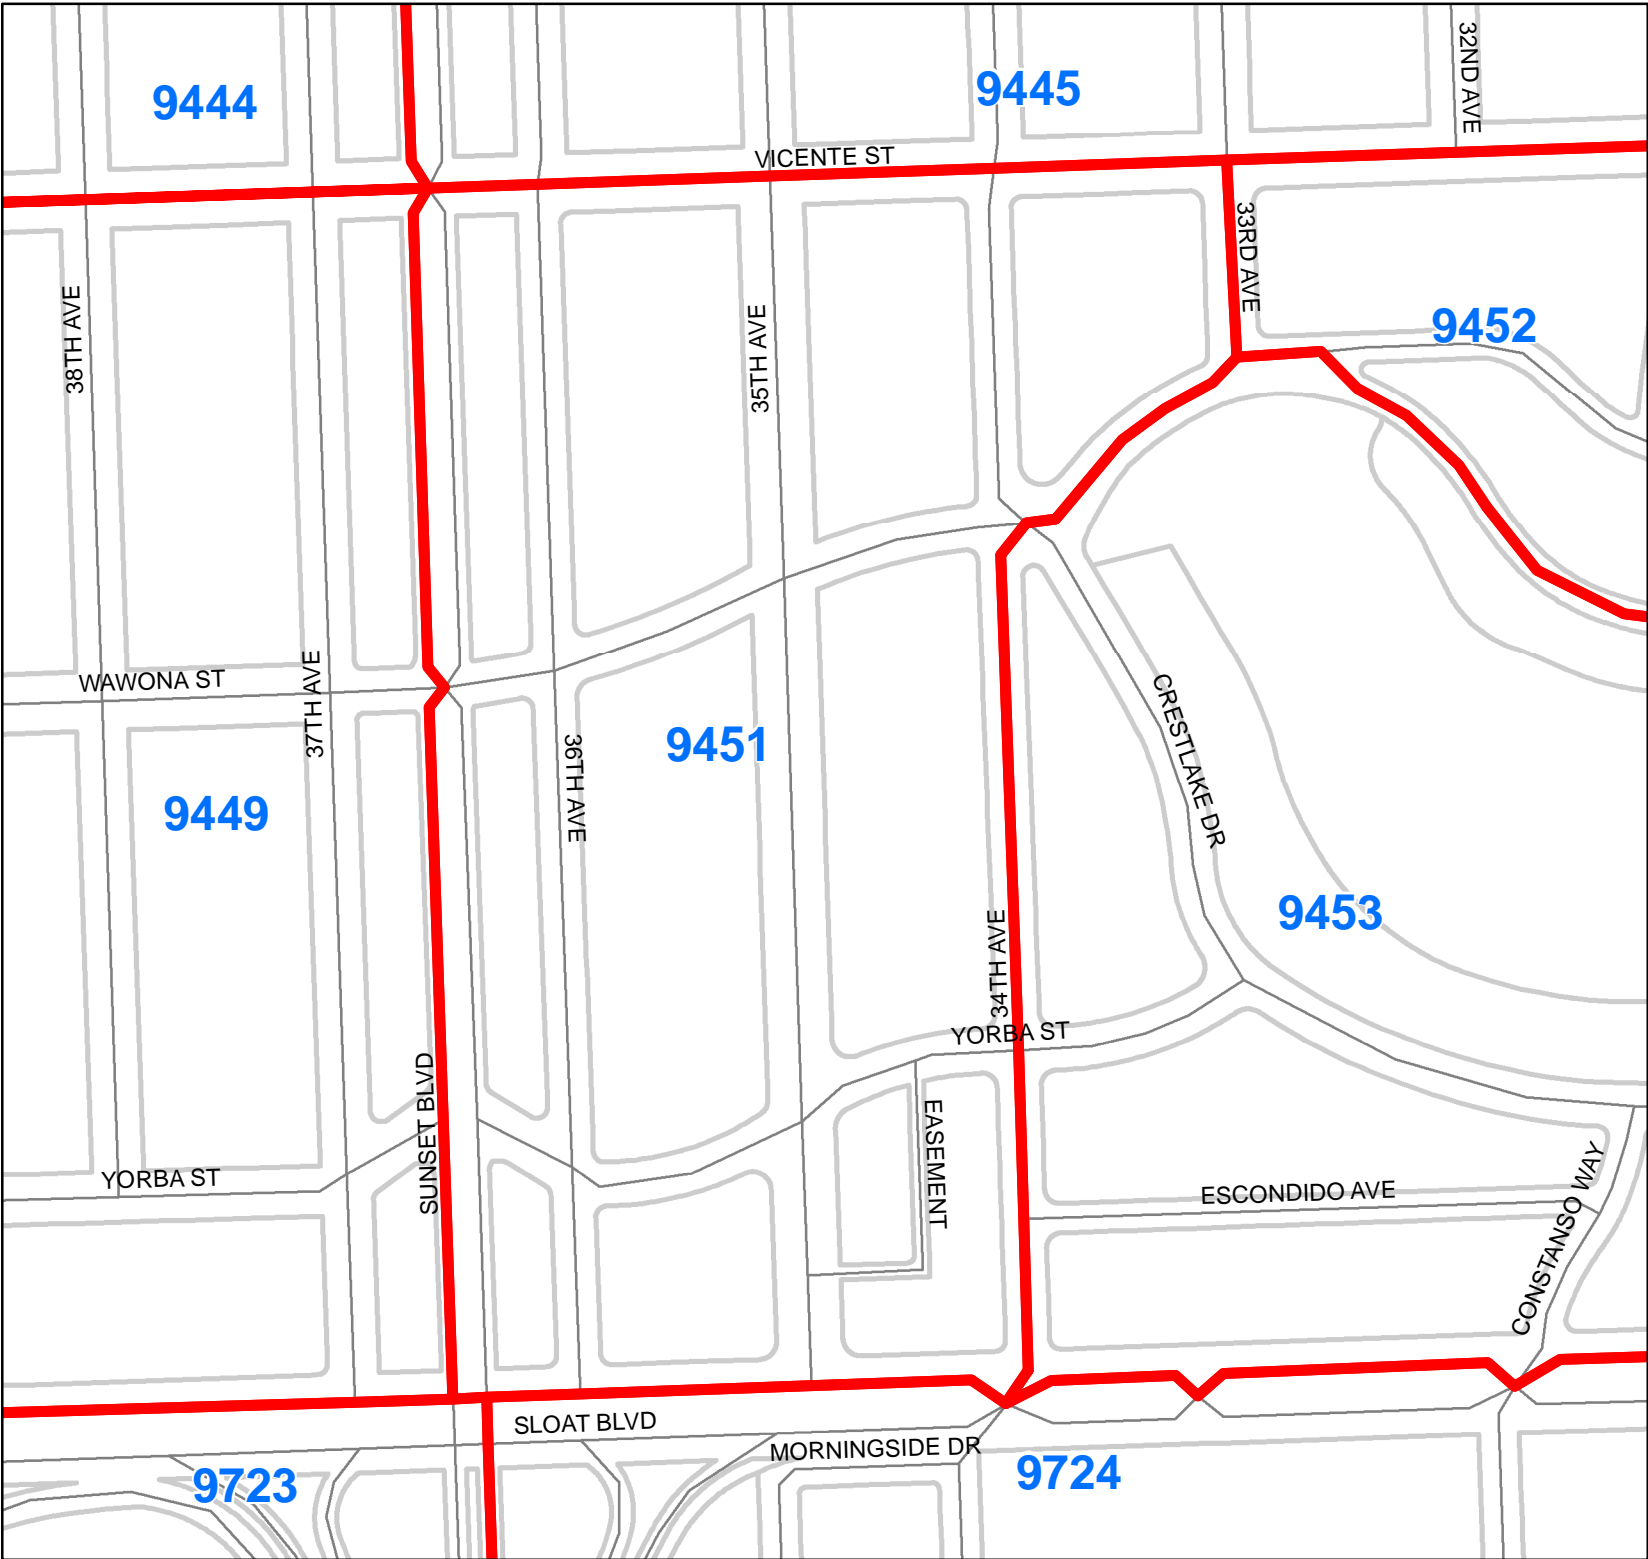 32ND AVE
9444
9445
VICENTE ST
33RD AVE
38TH AVE
35TH AVE
9452
WAWONA ST
37TH AVE
36TH AVE
9451
CRESTLAKE DR
9449
9453
34TH AVE
YORBA ST
SUNSET BLVD
EASEMENT
YORBA ST
ESCONDIDO AVE
CONSTANSO WAY
SLOAT BLVD
MORNINGSIDE DR
9723
9724